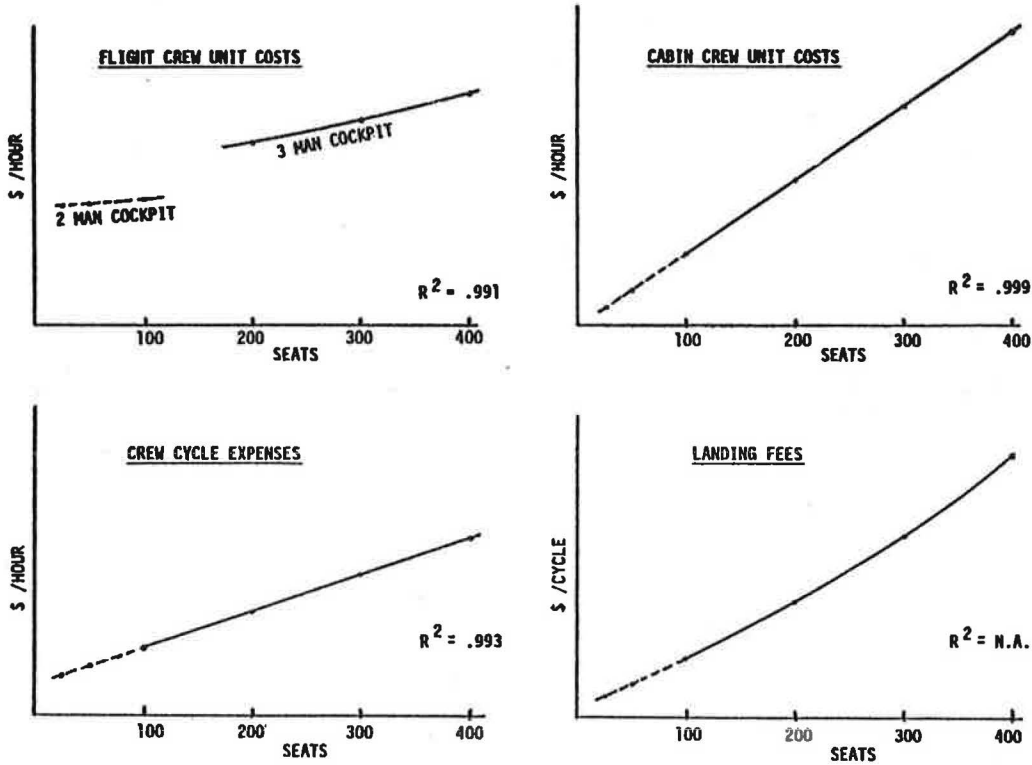 FLIGHT CREW UNIT COSTS
$ /HOUR
3 MAN COCKPIT
2 MAN COCKPIT
R² = .991
100 200 300 400
SEATS
CABIN CREW UNIT COSTS
$ /HOUR
R² = .999
100 200 300 400
SEATS
CREW CYCLE EXPENSES
$ /HOUR
R² = .993
100 200 300 400
SEATS
LANDING FEES
$ /CYCLE
R² = N.A.
100 200 300 400
SEATS